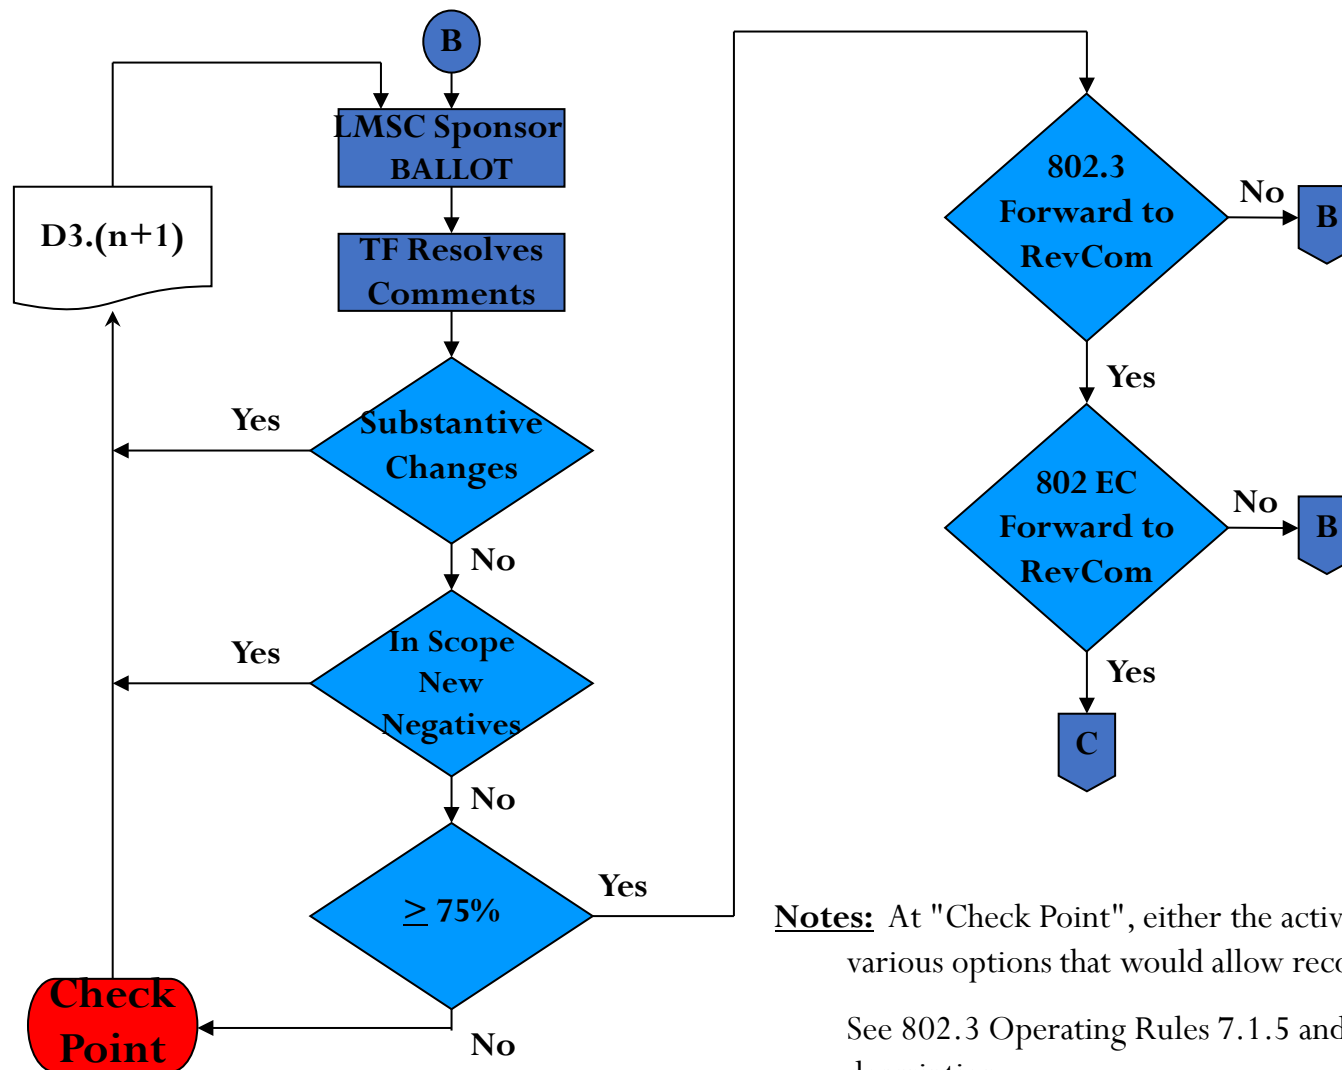 B
LMSC Sponsor
BALLOT
D3.(n+1)
TF Resolves
Comments
Substantive
Changes
Yes
No
In Scope
New
Negatives
Yes
No
≥ 75%
Yes
No
Check
Point
802.3
Forward to
RevCom
No
B
Yes
802 EC
Forward to
RevCom
No
B
Yes
C
Notes: At "Check Point", either the activ
various options that would allow reco
See 802.3 Operating Rules 7.1.5 and